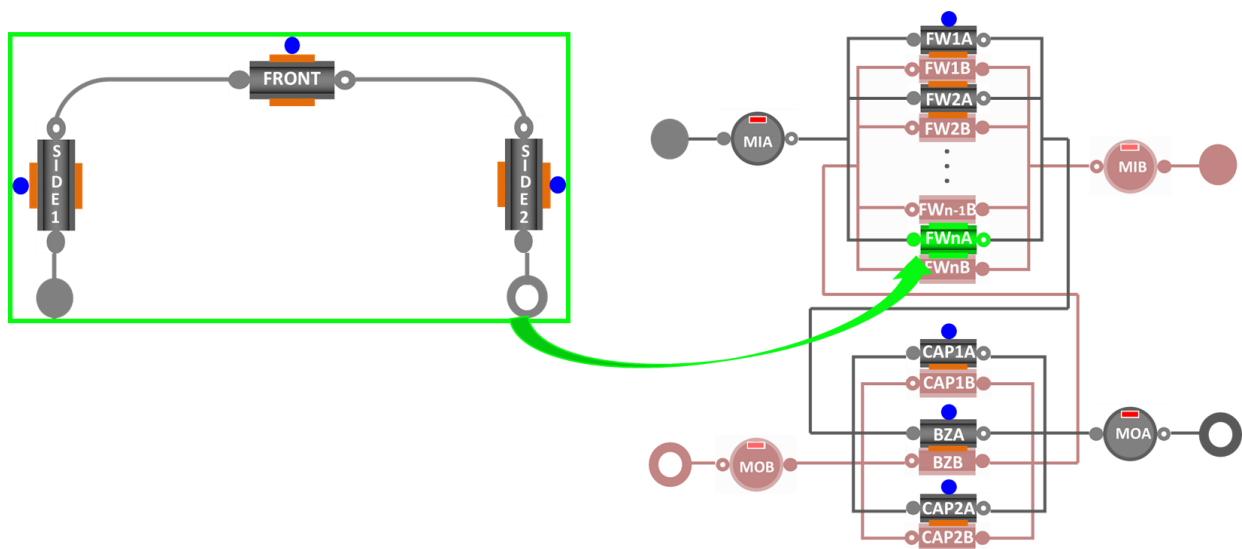 FRONT
SIDE1
SIDE2
FW1A
FW1B
FW2A
FW2B
MIA
MIB
FWn-1B
FWnA
FWnB
CAP1A
CAP1B
BZA
BZB
MOA
MOB
CAP2A
CAP2B